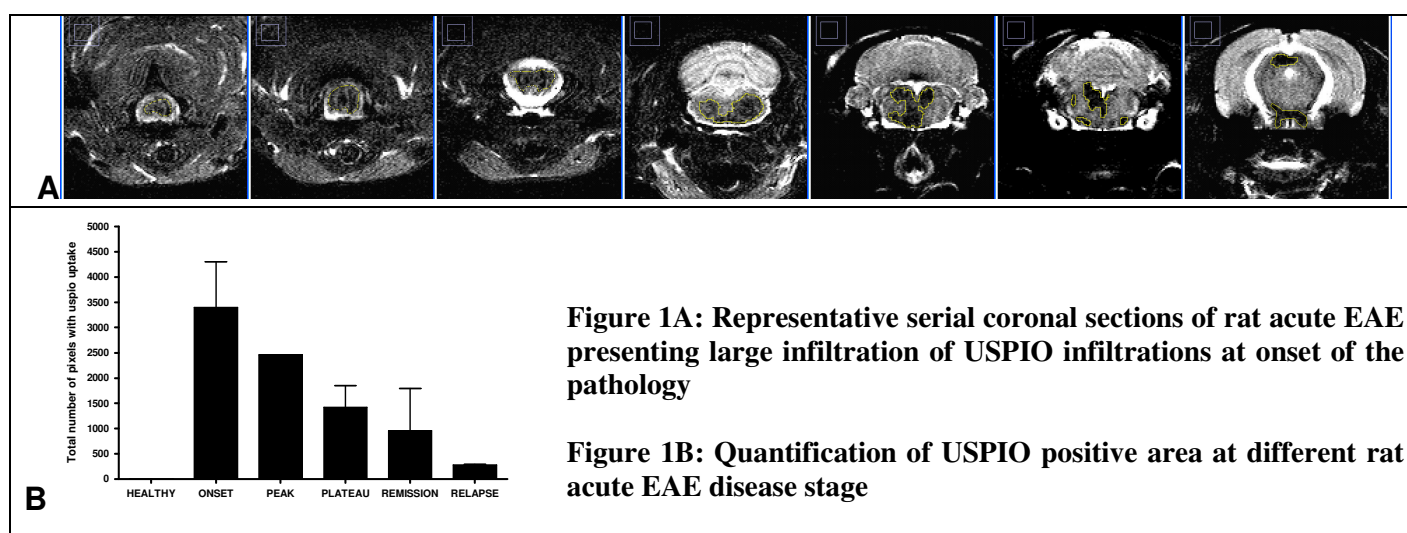 A
Total number of pixels with uspio uptake
5000
4500
4000
3500
3000
2500
2000
1500
1000
500
0
HEALTHY ONSET PEAK PLATEAU REMISSION RELAPSE
B
Figure 1A: Representative serial coronal sections of rat acute EAE
presenting large infiltration of USPIO infiltrations at onset of the
pathology
Figure 1B: Quantification of USPIO positive area at different rat
acute EAE disease stage